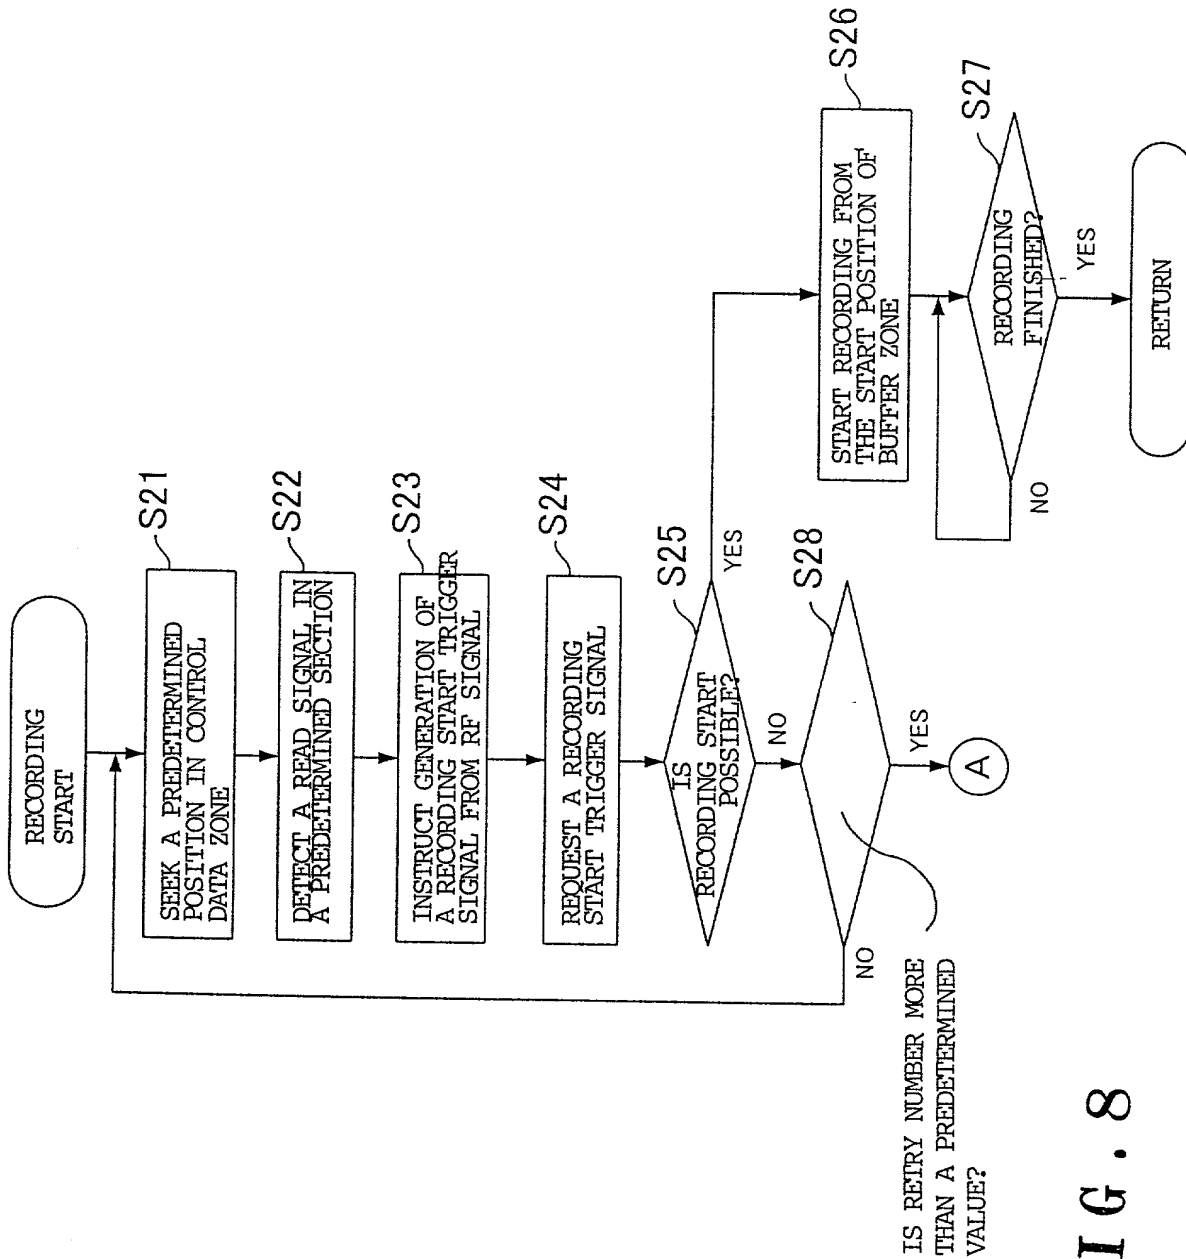 RECORDING
START
SEEK A PREDETERMINED
POSITION IN CONTROL
DATA ZONE
S21
DETECT A READ SIGNAL IN
A PREDETERMINED SECTION
S22
INSTRUCT GENERATION OF
A RECORDING START TRIGGER
SIGNAL FROM RF SIGNAL
S23
REQUEST A RECORDING
START TRIGGER SIGNAL
S24
IS
RECORDING START
POSSIBLE?
S25
YES
NO
S28
NO
YES
A
IS RETRY NUMBER MORE
THAN A PREDETERMINED
VALUE?
START RECORDING FROM
THE START POSITION OF
BUFFER ZONE
S26
RECORDING
FINISHED?
S27
NO
YES
RETURN
IG.8